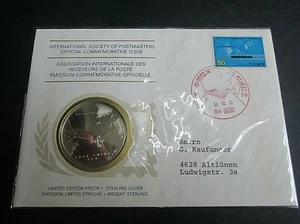 INTERNATIONAL SOCIETY OF POSTMASTERS
OFFICIAL COMMEMORATIVE ISSUE
ASSOCIATION INTERNATIONALE DES
RECEVEURS DE LA POSTE
EMISSION COMMEMORATIVE OFFICIELLE
50
Herrn
G. Kaufunger
4628 Altlünen
Ludwigstr. 3a
LIMITED EDITION PROOF • STERLING SILVER
EMISSION LIMITEE EPREUVE • ARGENT STERLING